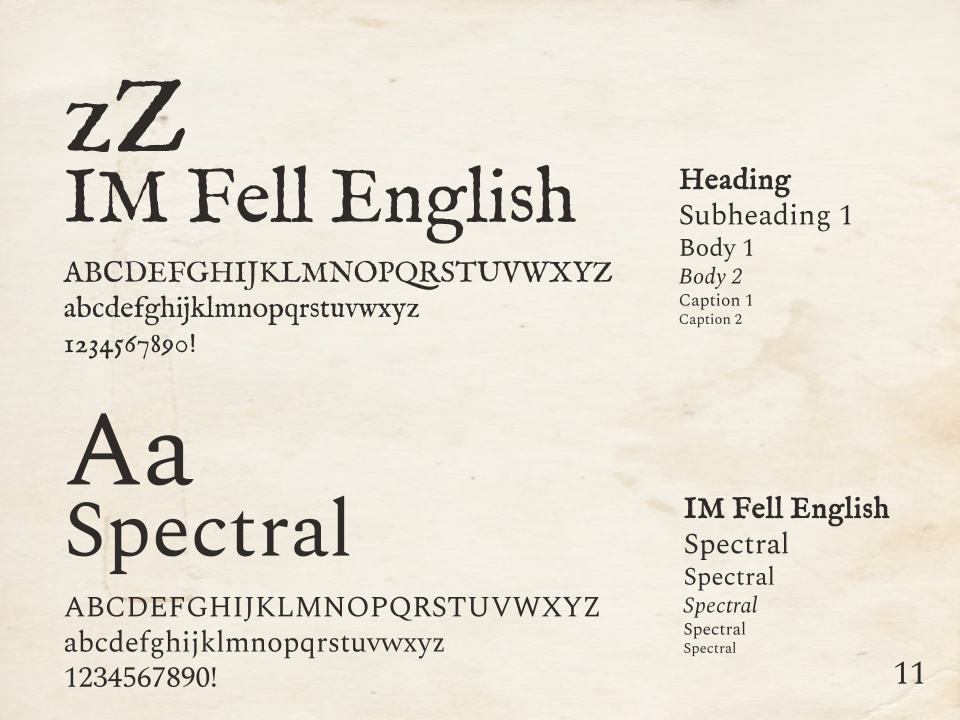 zZ
IM Fell English
ABCDEFGHIJKLMNOPQRSTUVWXYZ
abcdefghijklmnopqrstuvwxyz
1234567890!
Heading
Subheading 1
Body 1
Body 2
Caption 1
Caption 2
Aa
Spectral
ABCDEFGHIJKLMNOPQRSTUVWXYZ
abcdefghijklmnopqrstuvwxyz
1234567890!
IM Fell English
Spectral
Spectral
Spectral
Spectral
Spectral
11